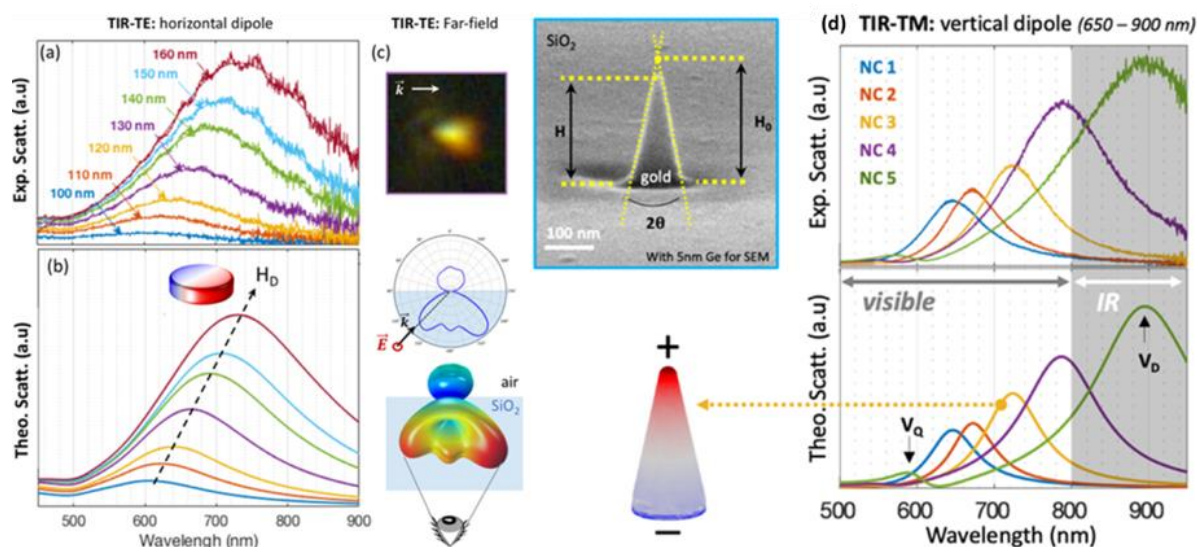 TIR-TE: horizontal dipole
(a)
160 nm
150 nm
140 nm
130 nm
120 nm
110 nm
100 nm
Exp. Scatt. (a.u)
(b)
H_D
Theo. Scatt. (a.u)
500 600 700 800 900
Wavelength (nm)
TIR-TE: Far-field
(c)
k
k
E
air
SiO₂
SiO₂
H
H₀
gold
2θ
100 nm
With 5nm Ge for SEM
+
−
(d) TIR-TM: vertical dipole (650 – 900 nm)
NC 1
NC 2
NC 3
NC 4
NC 5
Exp. Scatt. (a.u)
visible
IR
V_Q
V_D
Theo. Scatt. (a.u)
500 600 700 800 900
Wavelength (nm)